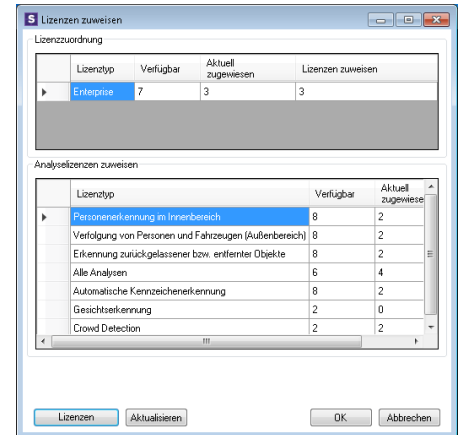 S Lizenzen zuweisen
Lizenzzuordnung
Lizenztyp Verfügbar Aktuell zugewiesen Lizenzen zuweisen
Enterprise 7 3 3
Analyselizenzen zuweisen
Lizenztyp Verfügbar Aktuell zugewiese
Personenerkennung im Innenbereich 8 2
Verfolgung von Personen und Fahrzeugen (Außenbereich) 8 2
Erkennung zurückgelassener bzw. entfernter Objekte 8 2
Alle Analysen 6 4
Automatische Kennzeichenerkennung 8 2
Gesichtserkennung 2 0
Crowd Detection 2 2
Lizenzen Aktualisieren OK Abbrechen